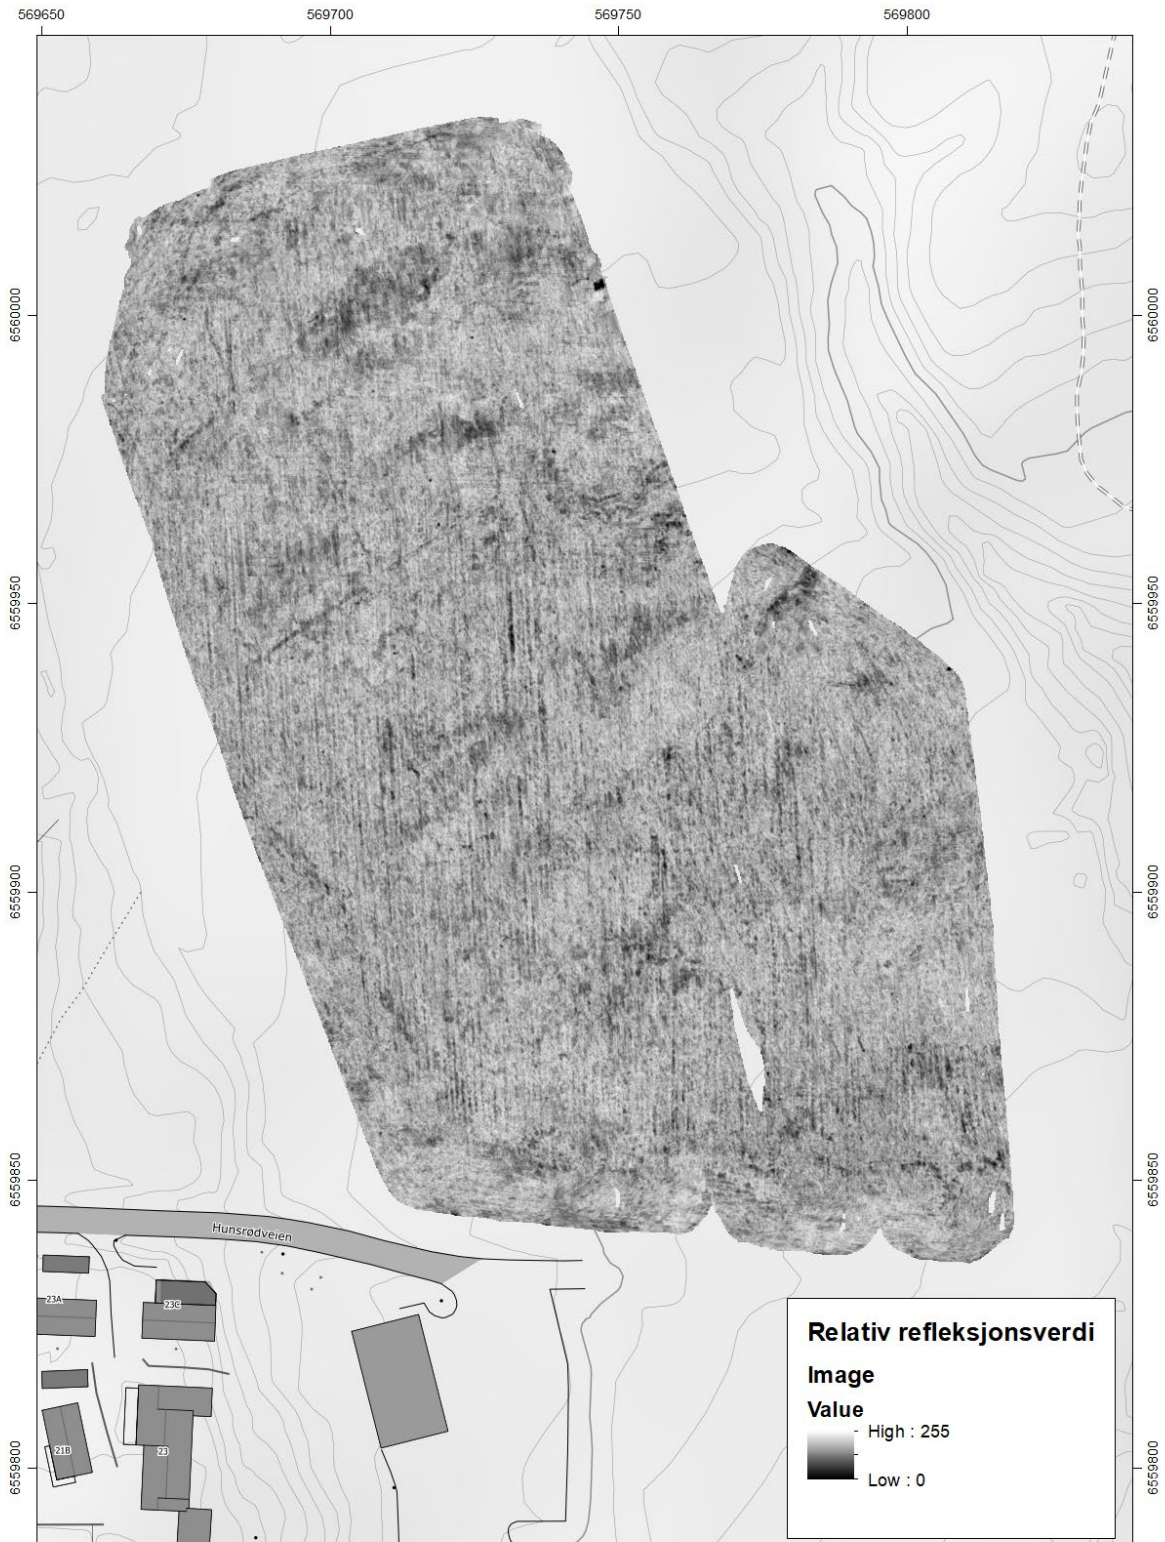 569650 569700 569750 569800
6560000 6560000
6559950 6559950
6559900 6559900
6559850 6559850
Hunsrødveien
23A
23C
Relativ refleksjonsverdi
Image
Value
High : 255
21B
23
Low : 0
6559800 6559800